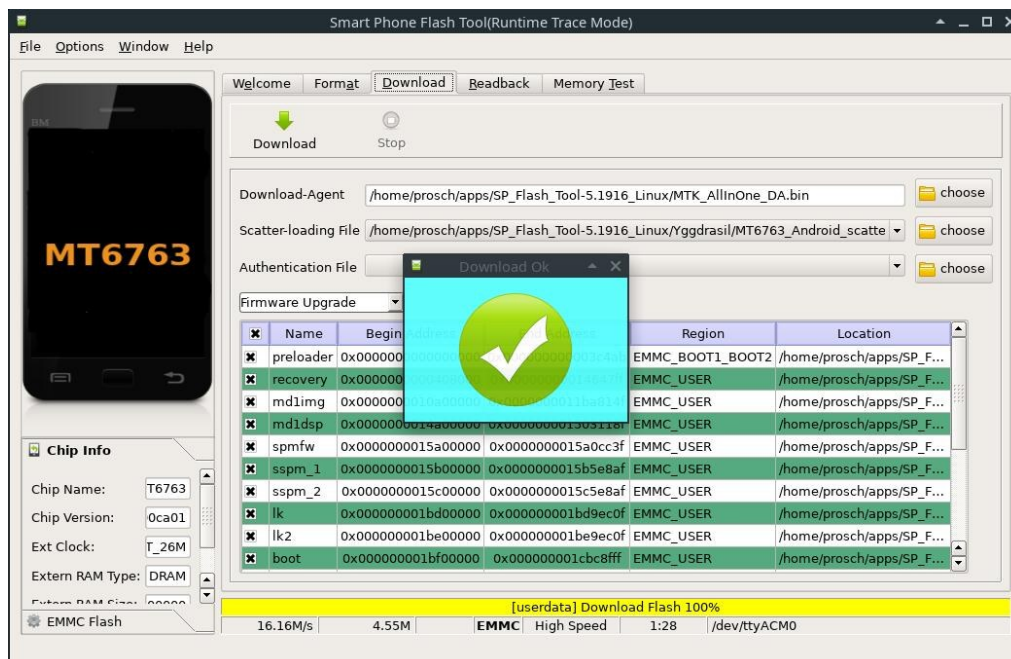 Smart Phone Flash Tool(Runtime Trace Mode)
File Options Window Help
Welcome Format Download Readback Memory Test
BM
Download Stop
Download-Agent /home/prosch/apps/SP_Flash_Tool-5.1916_Linux/MTK_AllInOne_DA.bin choose
Scatter-loading File /home/prosch/apps/SP_Flash_Tool-5.1916_Linux/Yggdrasil/MT6763_Android_scatte choose
MT6763
Download Ok
Authentication File choose
Firmware Upgrade
Name Begin Address Region Location
preloader EMMC_BOOT1_BOOT2 /home/prosch/apps/SP_F...
recovery EMMC_USER /home/prosch/apps/SP_F...
md1img EMMC_USER /home/prosch/apps/SP_F...
md1dsp EMMC_USER /home/prosch/apps/SP_F...
spmfw 0x0000000015a00000 0x0000000015a0cc3f EMMC_USER /home/prosch/apps/SP_F...
sspm_1 0x0000000015b00000 0x0000000015b5e8af EMMC_USER /home/prosch/apps/SP_F...
sspm_2 0x0000000015c00000 0x0000000015c5e8af EMMC_USER /home/prosch/apps/SP_F...
lk 0x000000001bd00000 0x000000001bd9ec0f EMMC_USER /home/prosch/apps/SP_F...
lk2 0x000000001be00000 0x000000001be9ec0f EMMC_USER /home/prosch/apps/SP_F...
boot 0x000000001bf00000 0x000000001cbc8fff EMMC_USER /home/prosch/apps/SP_F...
Chip Info
Chip Name: T6763
Chip Version: 0ca01
Ext Clock: T_26M
Extern RAM Type: DRAM
EMMC Flash
[userdata] Download Flash 100%
16.16M/s 4.55M EMMC High Speed 1:28 /dev/ttyACM0